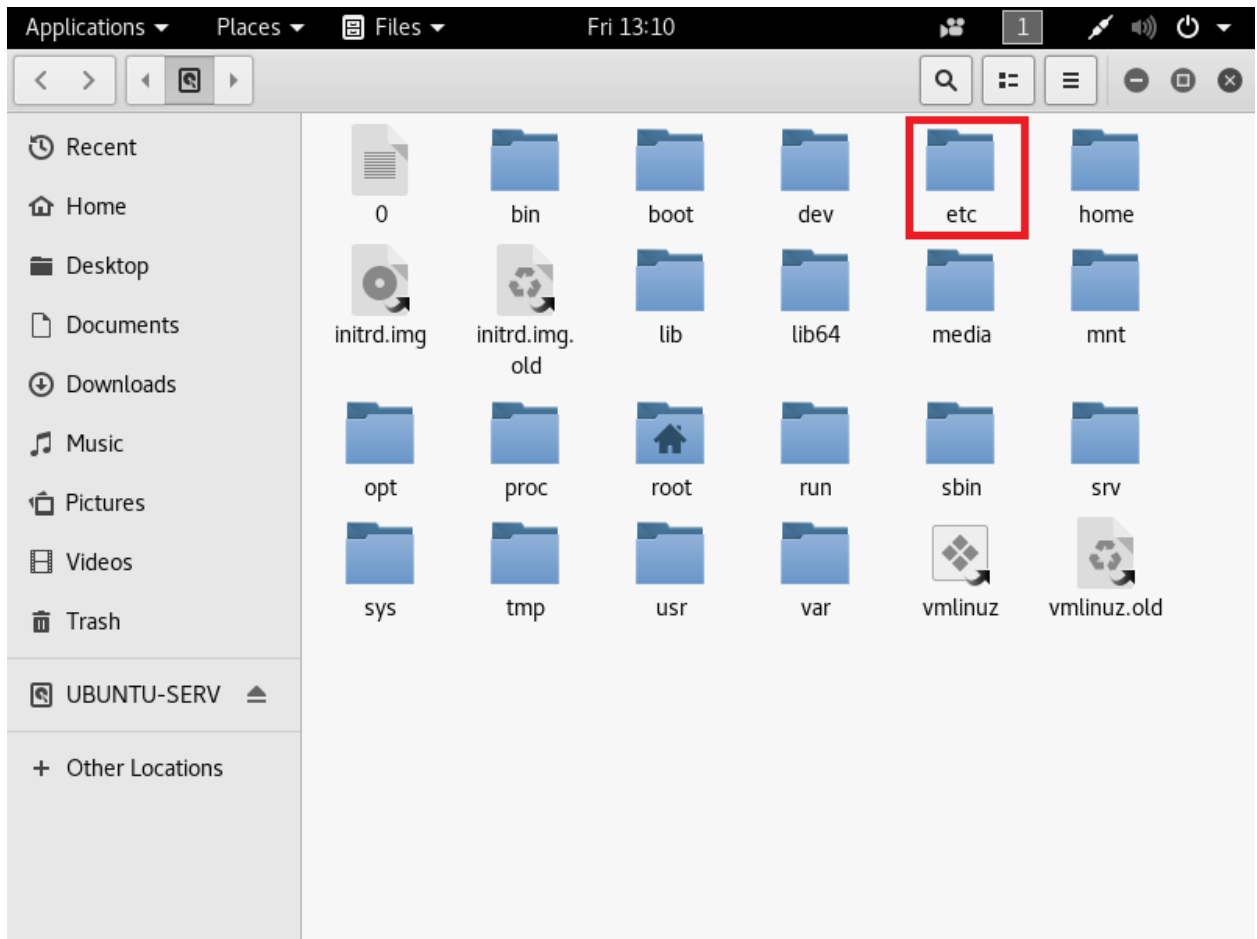 Applications Places Files Fri 13:10 1
Recent
Home
Desktop
Documents
Downloads
Music
Pictures
Videos
Trash
UBUNTU-SERV
+ Other Locations
0 bin boot dev etc home
initrd.img initrd.img.old lib lib64 media mnt
opt proc root run sbin srv
sys tmp usr var vmlinuz vmlinuz.old